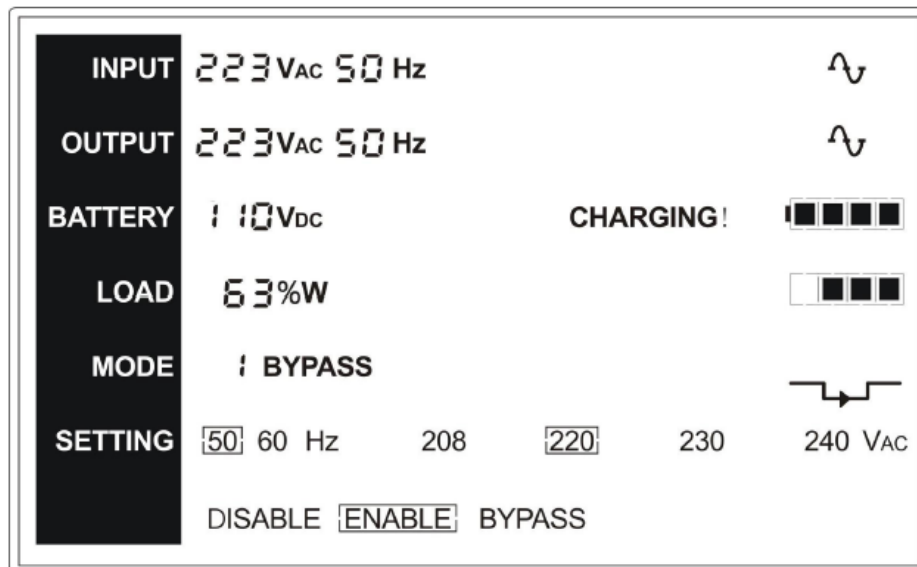 INPUT 223 VAC 50 Hz
OUTPUT 223 VAC 50 Hz
BATTERY 110 VDC CHARGING!
LOAD 63 %W
MODE 1 BYPASS
SETTING 50 60 Hz 208 220 230 240 VAC
DISABLE ENABLE BYPASS